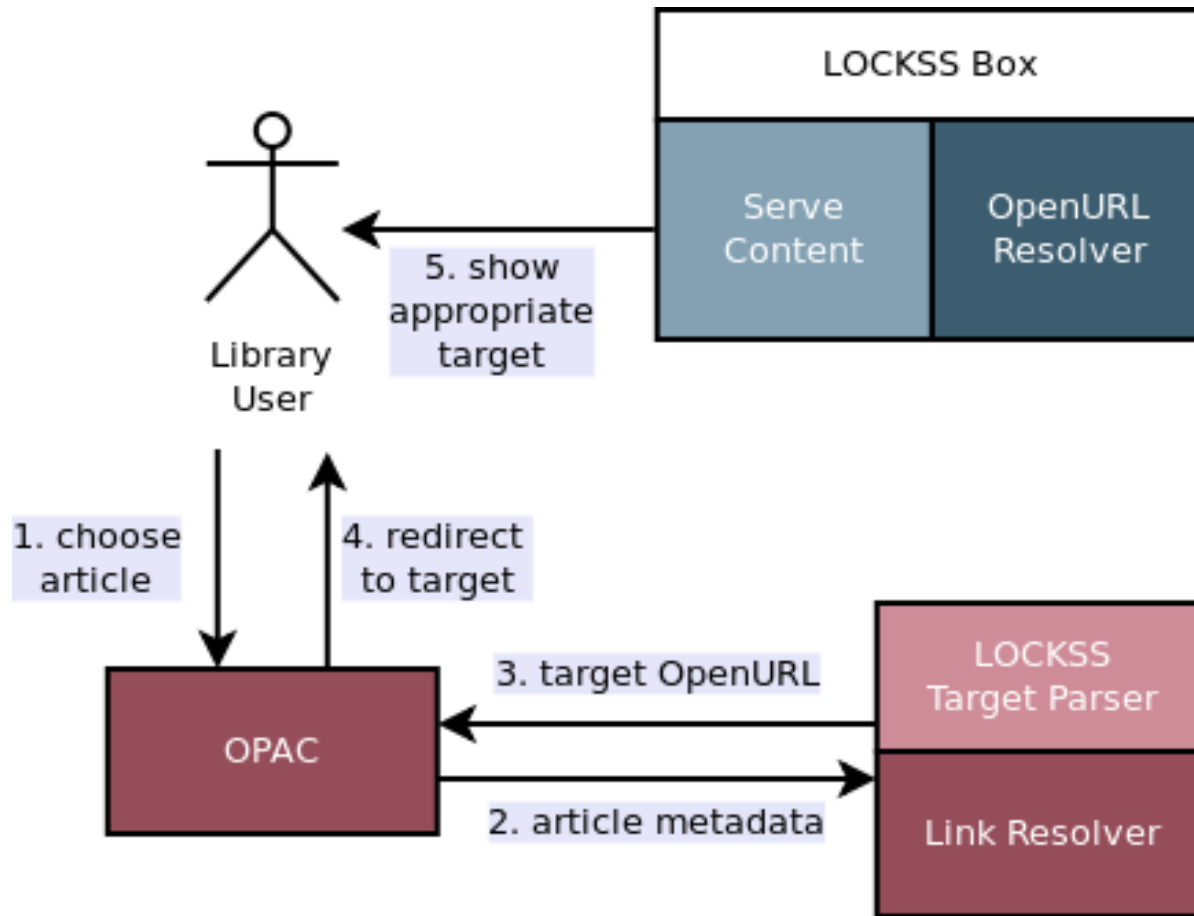 LOCKSS Box
Serve
Content
OpenURL
Resolver
5. show
appropriate
target
Library
User
1. choose
article
4. redirect
to target
3. target OpenURL
LOCKSS
Target Parser
OPAC
2. article metadata
Link Resolver